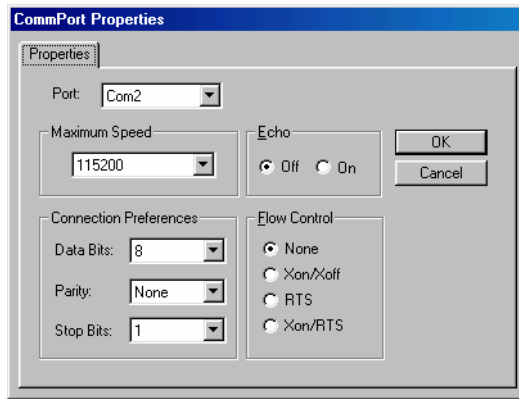 CommPort Properties
Properties
Port: Com2
Maximum Speed
115200
Echo
Off On
OK
Cancel
Connection Preferences
Data Bits: 8
Parity: None
Stop Bits: 1
Flow Control
None
Xon/Xoff
RTS
Xon/RTS